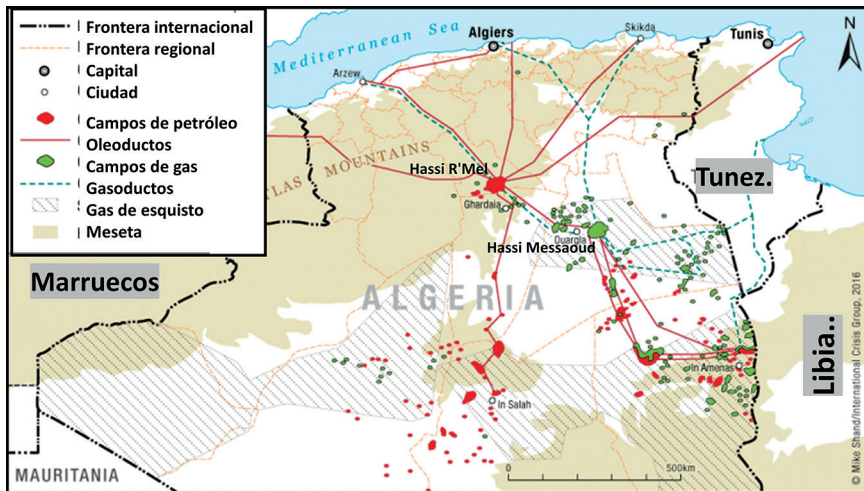 Frontera internacional
Frontera regional
Capital
Ciudad
Campos de petróleo
Oleoductos
Campos de gas
Gasoductos
Gas de esquisto
Meseta
Mediterranean Sea
Algiers
Skikda
Tunis
N
Arzew
ATLAS MOUNTAINS
Hassi R'Mel
Ghardaia
Tunez.
Ouargla
Hassi Messaoud
Marruecos
ALGERIA
Libia..
In Amenas
In Salah
MAURITANIA
0 500km
© Mike Shand/International Crisis Group, 2016